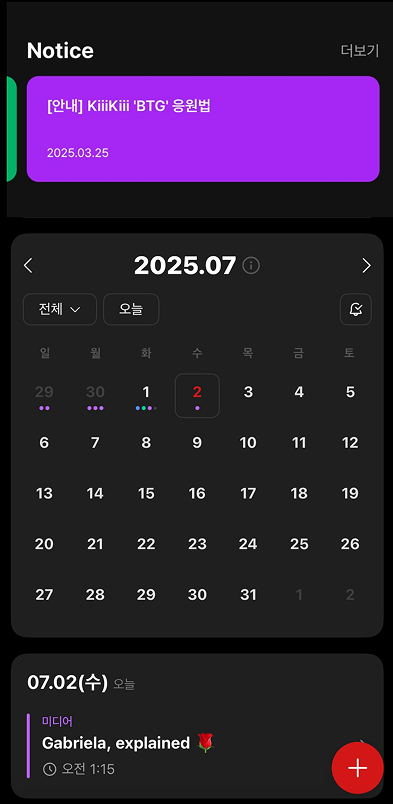 Notice 더보기
[안내] KiiiKiii 'BTG' 응원법
2025.03.25
2025.07
전체 오늘
일 월 화 수 목 금 토
29 30 1 2 3 4 5
6 7 8 9 10 11 12
13 14 15 16 17 18 19
20 21 22 23 24 25 26
27 28 29 30 31 1 2
07.02(수) 오늘
미디어
Gabriela, explained 🌹
오전 1:15